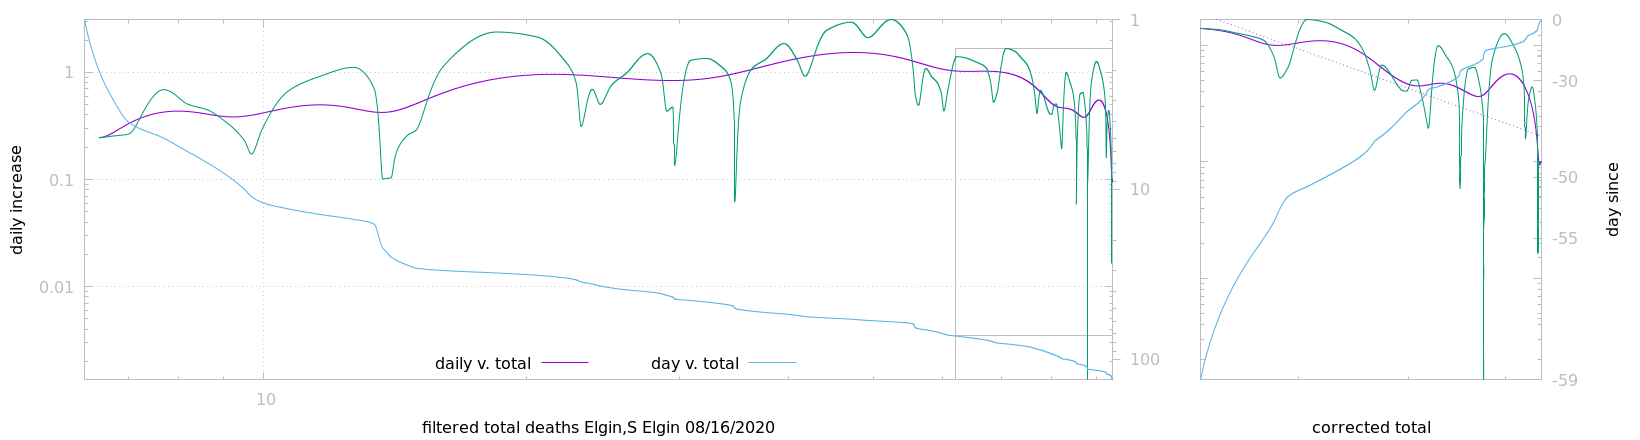 daily increase
1
0.1
0.01
10
1
10
100
daily v. total
day v. total
filtered total deaths Elgin,S Elgin 08/16/2020
0
-30
-50
-55
-59
day since
corrected total